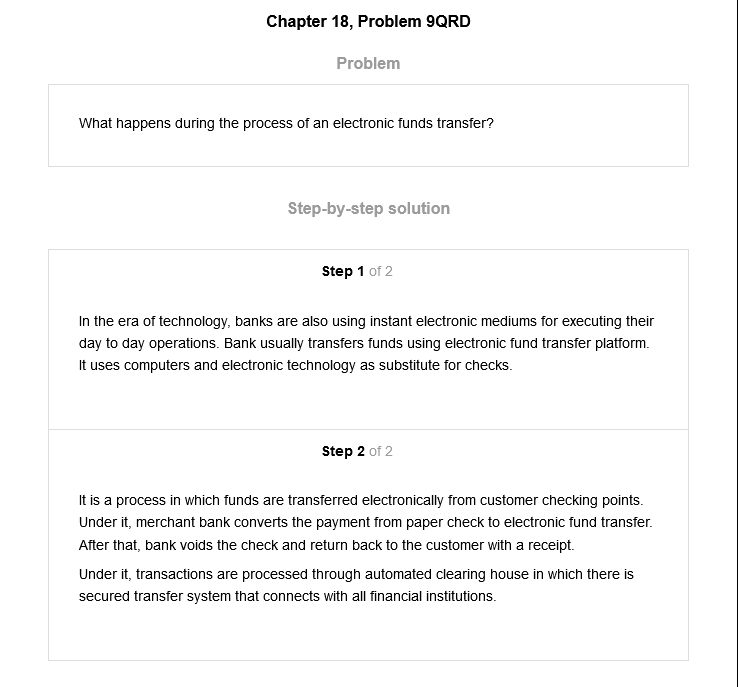 Chapter 18, Problem 9QRD
Problem
What happens during the process of an electronic funds transfer?
Step-by-step solution
Step 1 of 2
In the era of technology, banks are also using instant electronic mediums for executing their
day to day operations. Bank usually transfers funds using electronic fund transfer platform.
It uses computers and electronic technology as substitute for checks.
Step 2 of 2
It is a process in which funds are transferred electronically from customer checking points.
Under it, merchant bank converts the payment from paper check to electronic fund transfer.
After that, bank voids the check and return back to the customer with a receipt.
Under it, transactions are processed through automated clearing house in which there is
secured transfer system that connects with all financial institutions.